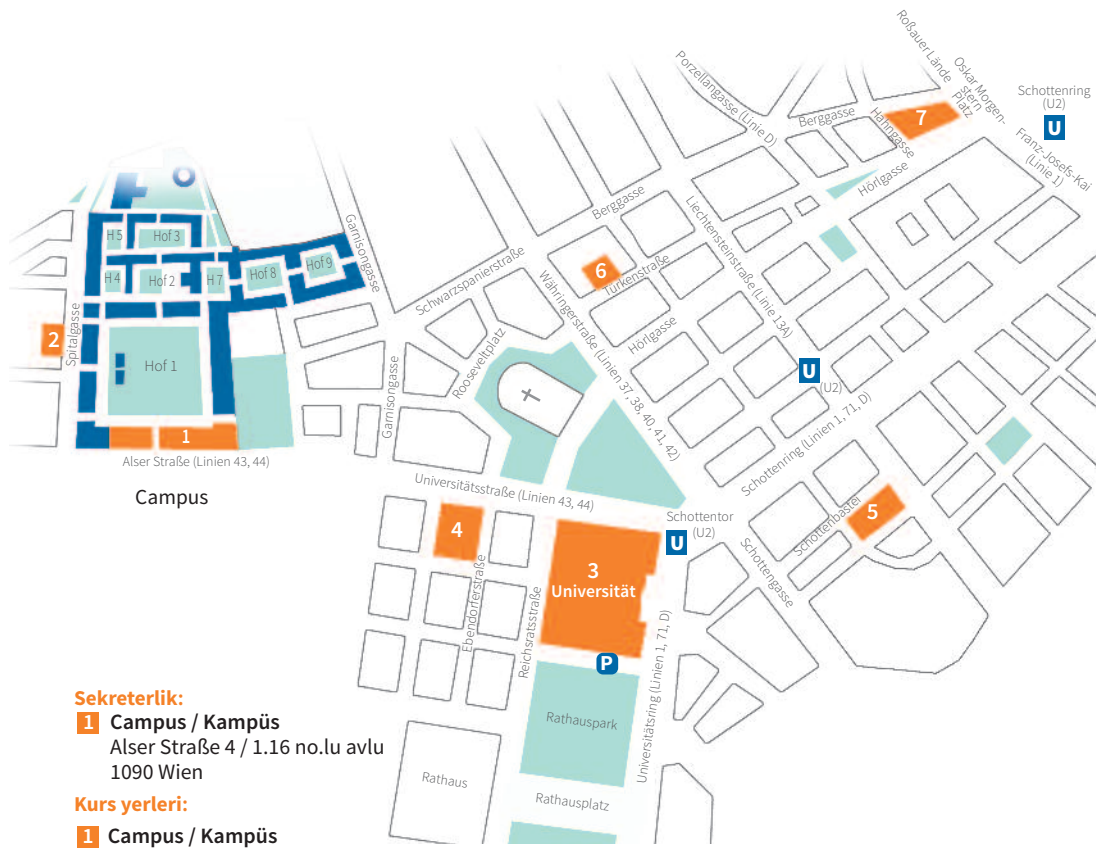 Roßauer Lände
Oskar Morgen-
stern
Platz
Schottenring
(U2)
U
Franz-Josefs-Kai
(Linie 1)
Porzellangasse (Linie D)
Berggasse
Hahngasse
7
Hörlgasse
H 5
Hof 3
H 4
Hof 2
H 7
Hof 8
Hof 9
Garnisongasse
Berggasse
Liechtensteinstraße (Linie 13A)
6
Türkenstraße
Schwarzspanierstraße
Währingerstraße (Linien 37, 38, 40, 41, 42)
Hörlgasse
2
Spitalgasse
Hof 1
Rooseveltplatz
Garnisongasse
U
(U2)
1
Alser Straße (Linien 43, 44)
Campus
Schottenring (Linien 1, 71, D)
Universitätsstraße (Linien 43, 44)
Schottentor
(U2)
U
Schottenbastei
5
Schottengasse
4
3
Universität
Ebendorferstraße
Reichsratsstraße
P
Universitätsring (Linien 1, 71, D)
Rathauspark
Rathaus
Rathausplatz
Sekreterlik:
1 Campus / Kampüs
Alser Straße 4 / 1.16 no.lu avlu
1090 Wien
Kurs yerleri:
1 Campus / Kampüs